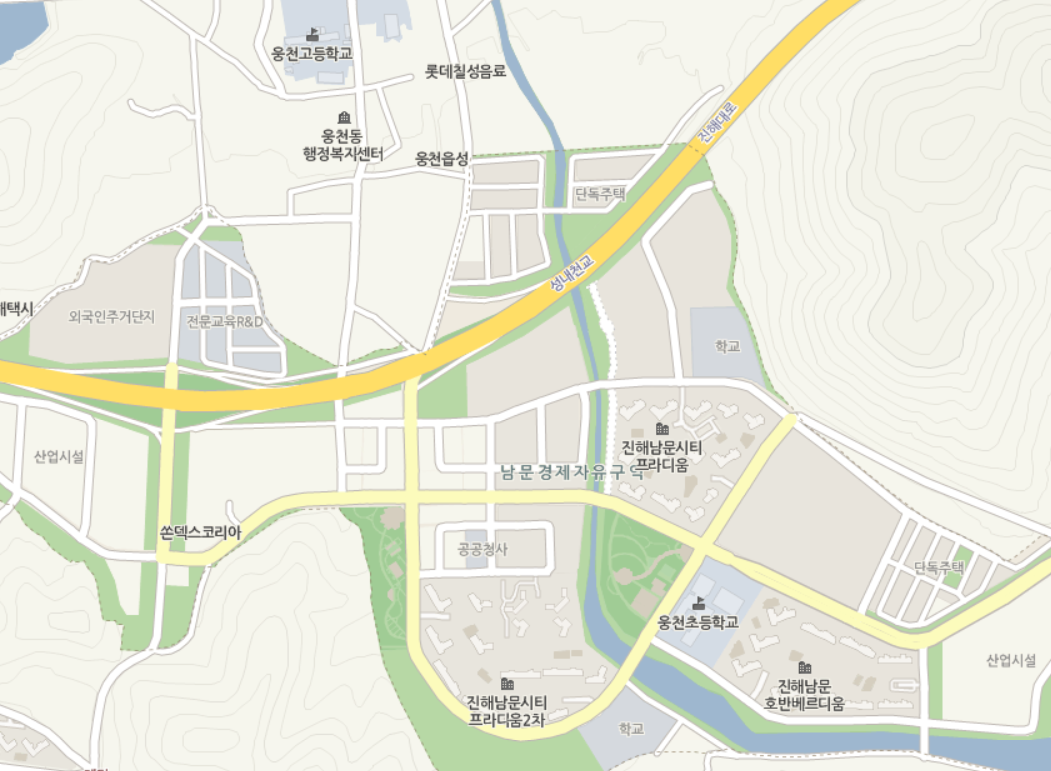 웅천고등학교
롯데칠성음료
진해대로
웅천동
행정복지센터
웅천읍성
단독주택
성내천교
해택시
외국인주거단지
전문교육R&D
학교
진해남문시티
프라디움
산업시설
남문경제자유구역
쏜덱스코리아
공공청사
단독주택
웅천초등학교
산업시설
진해남문
호반베르디움
진해남문시티
프라디움2차
학교